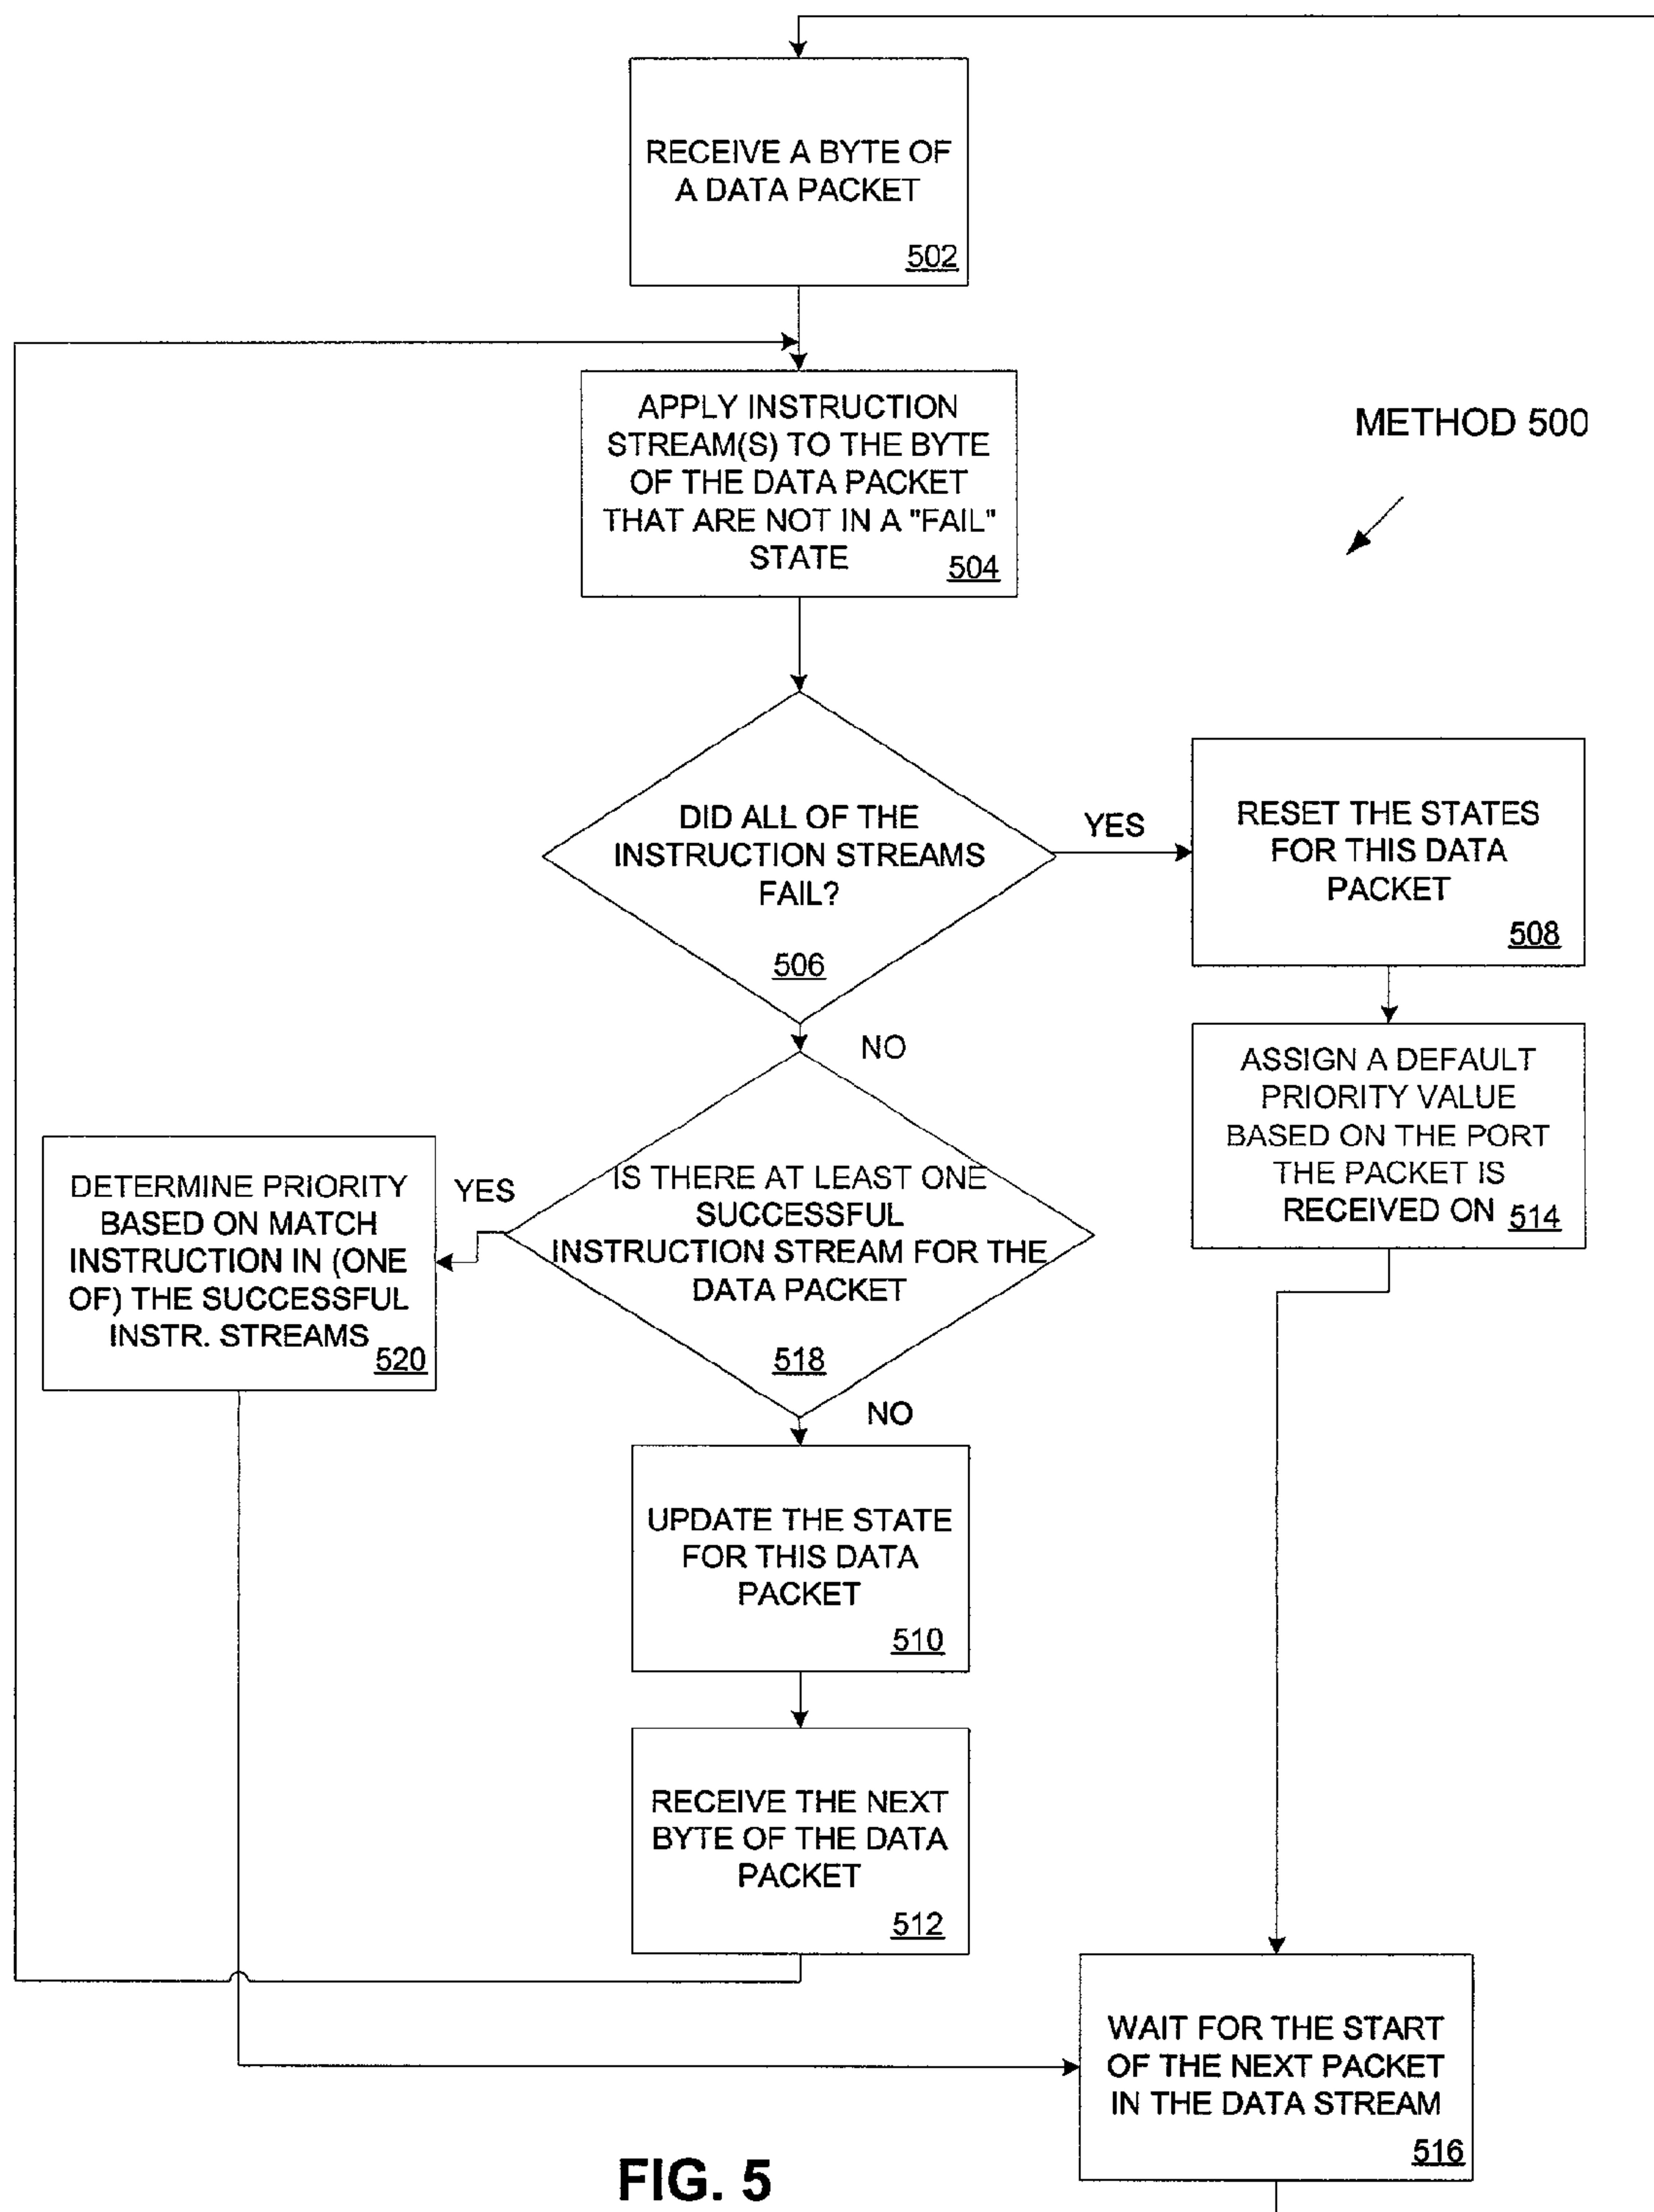 RECEIVE A BYTE OF
A DATA PACKET
502
APPLY INSTRUCTION
STREAM(S) TO THE BYTE
OF THE DATA PACKET
THAT ARE NOT IN A "FAIL"
STATE
504
METHOD 500
DID ALL OF THE
INSTRUCTION STREAMS
FAIL?
506
YES
RESET THE STATES
FOR THIS DATA
PACKET
508
NO
ASSIGN A DEFAULT
PRIORITY VALUE
BASED ON THE PORT
THE PACKET IS
RECEIVED ON
514
IS THERE AT LEAST ONE
SUCCESSFUL
INSTRUCTION STREAM FOR THE
DATA PACKET
518
YES
DETERMINE PRIORITY
BASED ON MATCH
INSTRUCTION IN (ONE
OF) THE SUCCESSFUL
INSTR. STREAMS
520
NO
UPDATE THE STATE
FOR THIS DATA
PACKET
510
RECEIVE THE NEXT
BYTE OF THE DATA
PACKET
512
WAIT FOR THE START
OF THE NEXT PACKET
IN THE DATA STREAM
516
FIG. 5